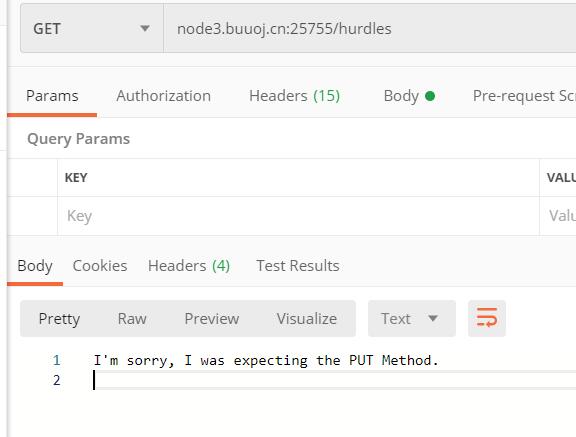 GET
node3.buuoj.cn:25755/hurdles
Params Authorization Headers (15) Body Pre-request Sc
Query Params
KEY VALU
Key Valu
Body Cookies Headers (4) Test Results
Pretty Raw Preview Visualize Text
1 I'm sorry, I was expecting the PUT Method.
2